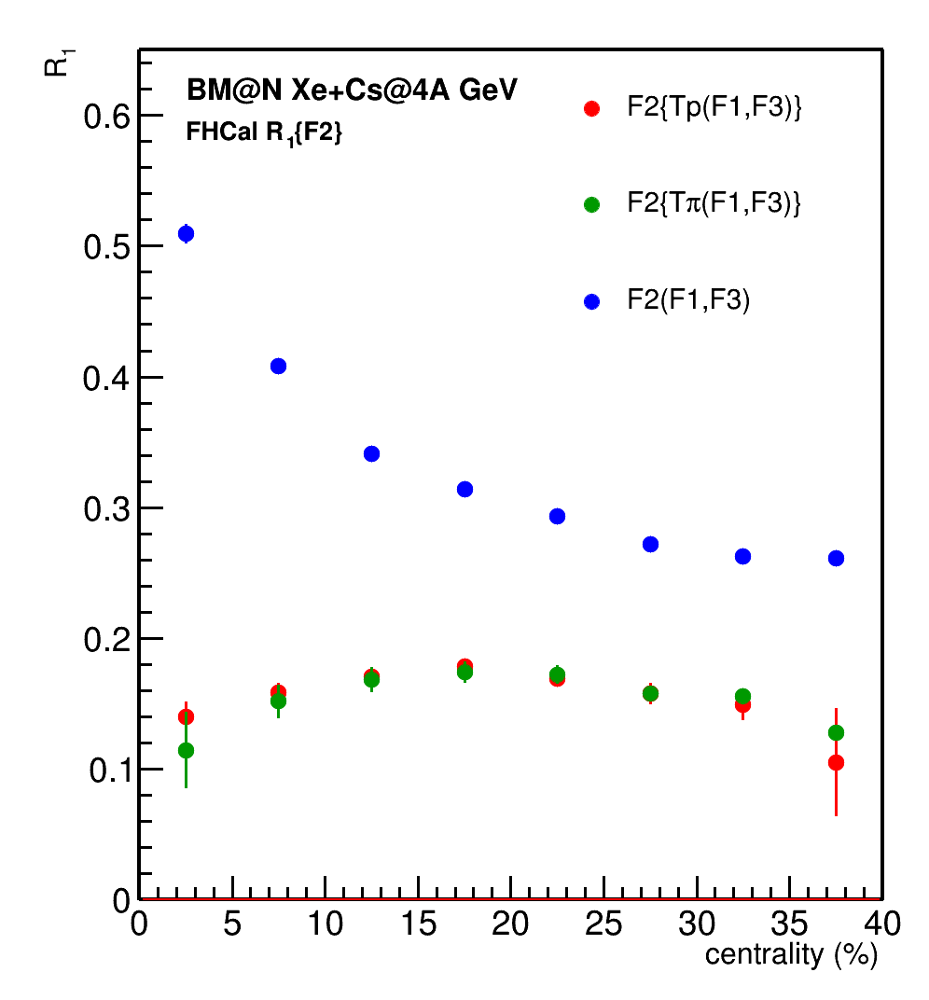 R1
BM@N Xe+Cs@4A GeV
FHCal R1{F2}
F2{Tp(F1,F3)}
F2{Tπ(F1,F3)}
F2(F1,F3)
0.6
0.5
0.4
0.3
0.2
0.1
0
0 5 10 15 20 25 30 35 40
centrality (%)